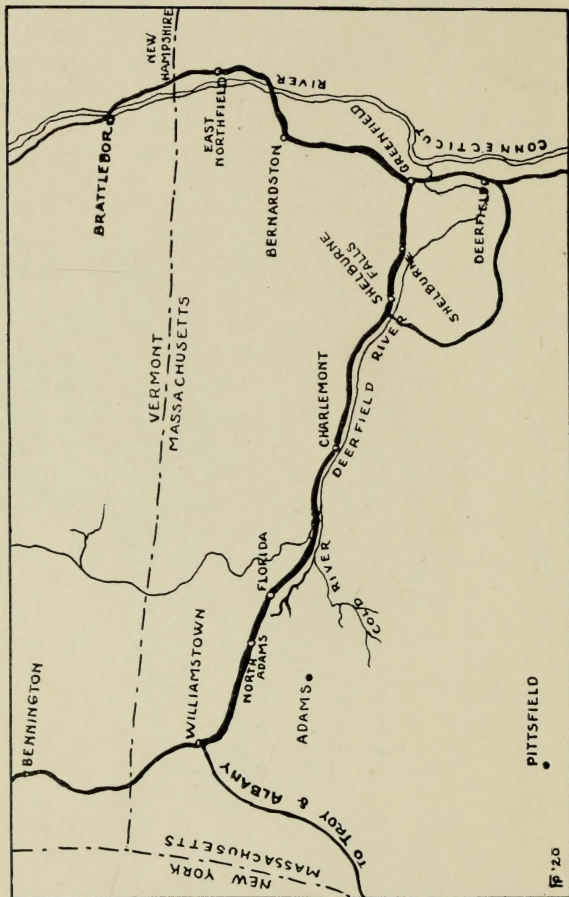 BENNINGTON
BRATTLEBOR
NEW
HAMPSHIRE
VERMONT
MASSACHUSETTS
NEW YORK
MASSACHUSETTS
WILLIAMSTOWN
NORTH
ADAMS
FLORIDA
EAST
NORTHFIELD
BERNARDSTON
RIVER
CONNECTICUT
GREENFIELD
TO TROY & ALBANY
ADAMS
COLD RIVER
CHARLEMONT
DEERFIELD RIVER
SHELBURNE
FALLS
SHELBURNE
DEERFIELD
PITTSFIELD
'20